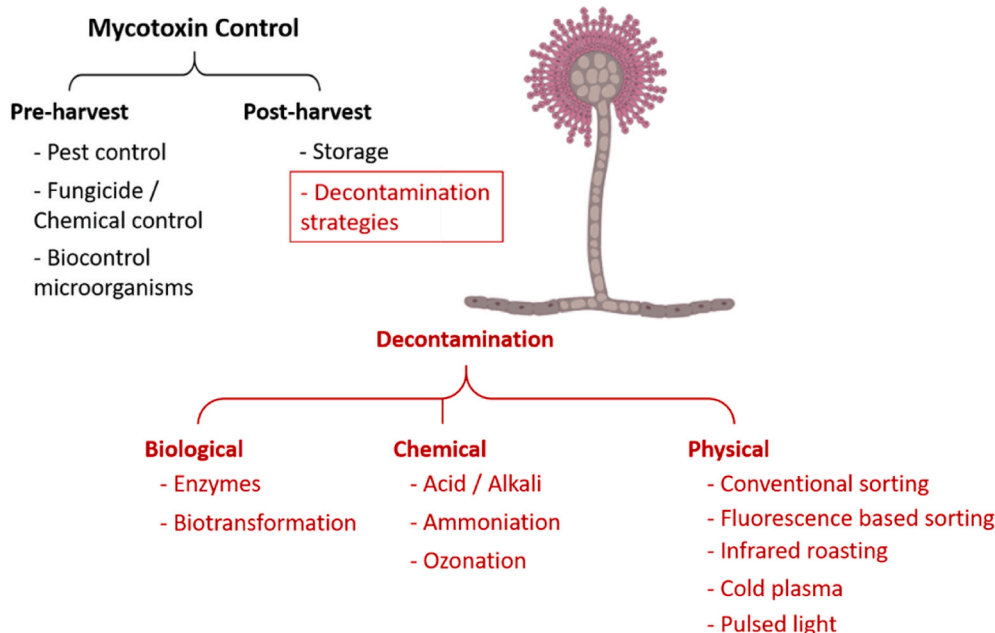 Mycotoxin Control
Pre-harvest
- Pest control
- Fungicide /
Chemical control
- Biocontrol
microorganisms
Post-harvest
- Storage
- Decontamination
strategies
Decontamination
Biological
- Enzymes
- Biotransformation
Chemical
- Acid / Alkali
- Ammoniation
- Ozonation
Physical
- Conventional sorting
- Fluorescence based sorting
- Infrared roasting
- Cold plasma
- Pulsed light